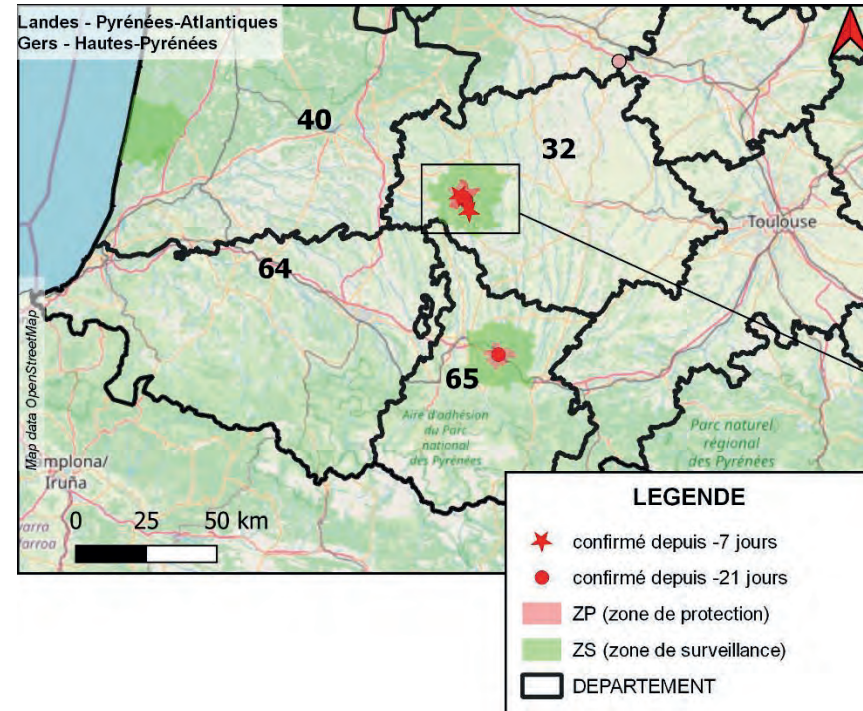 Landes - Pyrénées-Atlantiques
Gers - Hautes-Pyrénées
40
32
Toulouse
64
65
Aire d'adhésion
du Parc
national
des Pyrénées
Parc naturel
régional
des Pyrénées
Map data OpenStreetMap
mplona/
Iruña
varra
farroa
0 25 50 km
LEGENDE
confirmé depuis -7 jours
confirmé depuis -21 jours
ZP (zone de protection)
ZS (zone de surveillance)
DEPARTEMENT